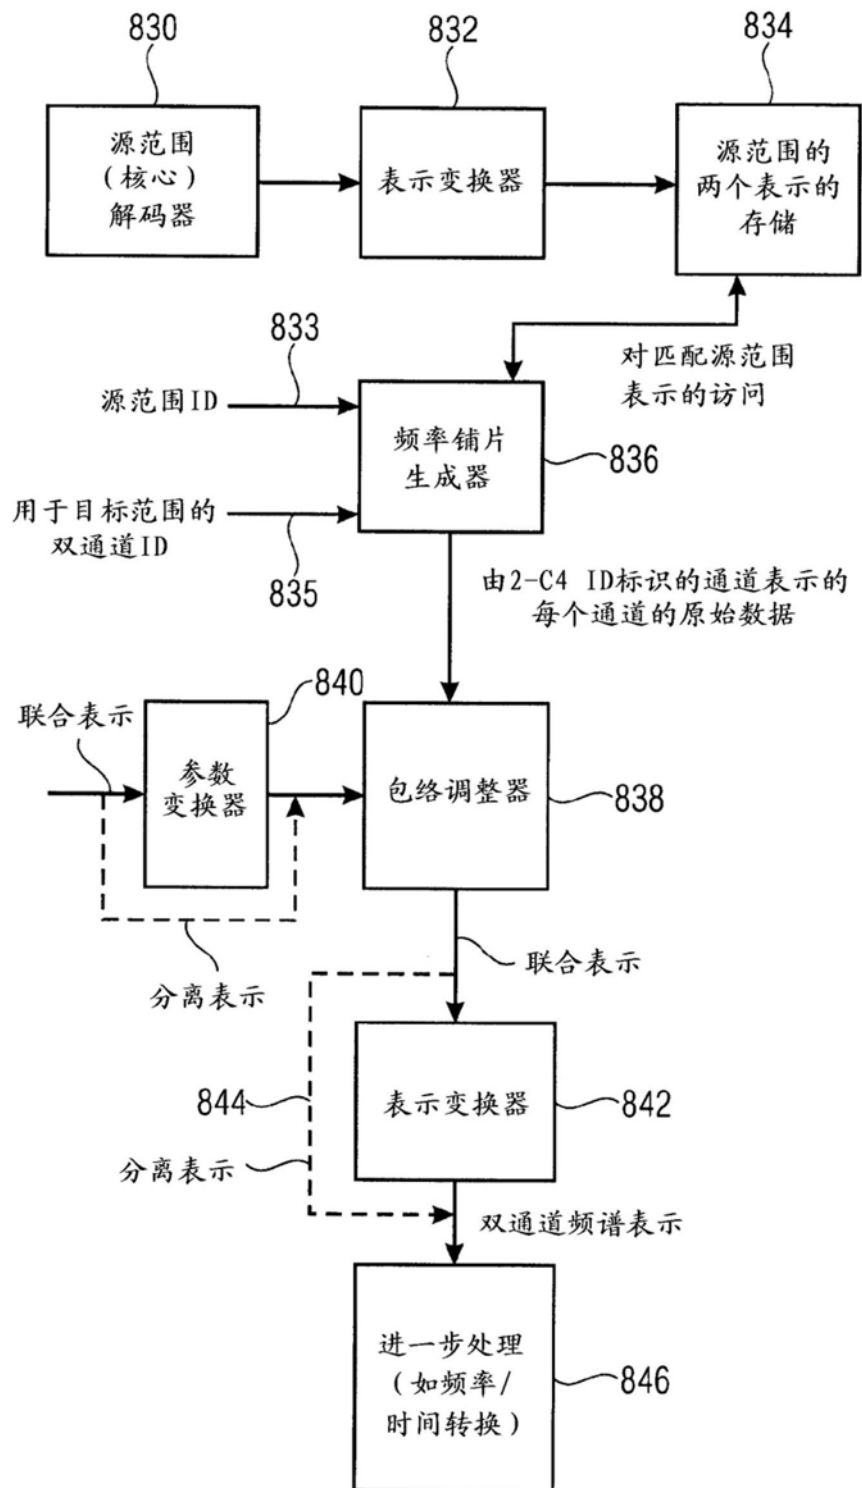 830
832
834
源范围
(核心)
解码器
表示变换器
源范围的
两个表示的
存储
833
对匹配源范围
表示的访问
源范围ID
频率铺片
生成器
836
用于目标范围的
双通道ID
835
由2-C4 ID标识的通道表示的
每个通道的原始数据
840
联合表示
参数
变换器
包络调整器
838
分离表示
联合表示
844
表示变换器
842
分离表示
双通道频谱表示
进一步处理
(如频率/
时间转换)
846